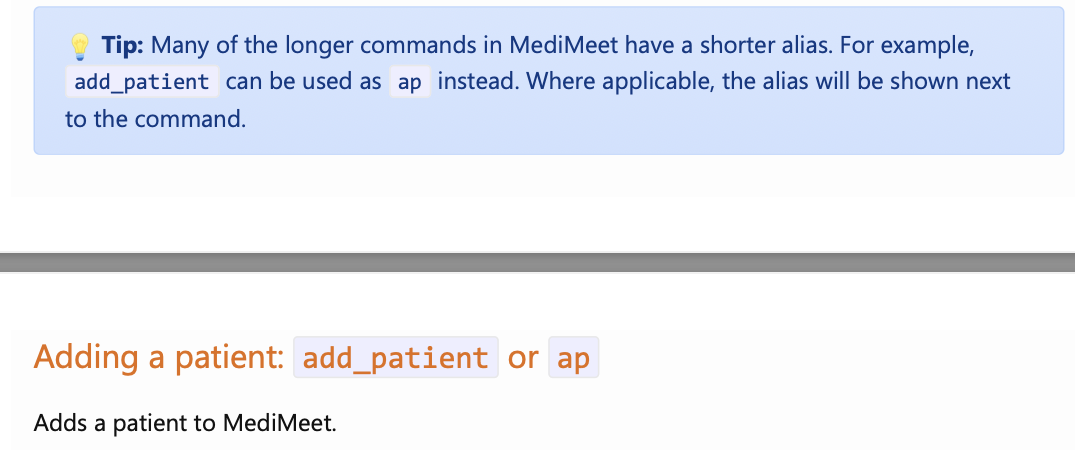 💡 Tip: Many of the longer commands in MediMeet have a shorter alias. For example,
add_patient can be used as ap instead. Where applicable, the alias will be shown next
to the command.
Adding a patient: add_patient or ap
Adds a patient to MediMeet.